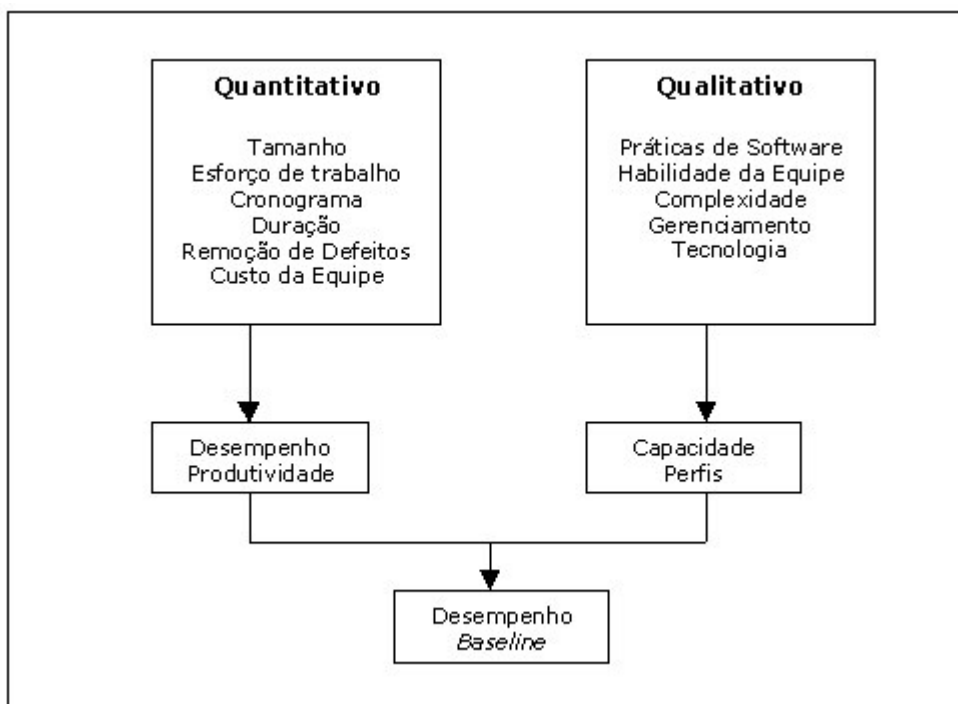 Quantitativo
Tamanho
Esforço de trabalho
Cronograma
Duração
Remoção de Defeitos
Custo da Equipe
Qualitativo
Práticas de Software
Habilidade da Equipe
Complexidade
Gerenciamento
Tecnologia
Desempenho
Produtividade
Capacidade
Perfis
Desempenho
Baseline